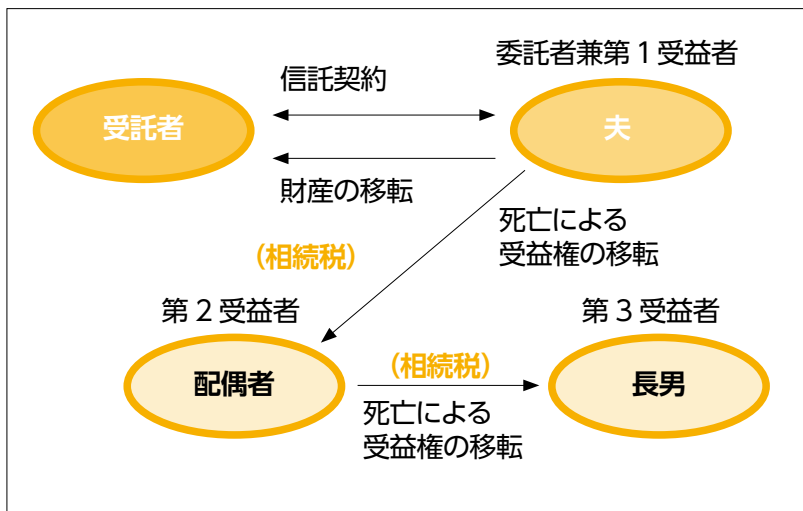 委託者兼第1受益者
信託契約
受託者
夫
財産の移転
死亡による
受益権の移転
(相続税)
第2受益者
第3受益者
配偶者
(相続税)
長男
死亡による
受益権の移転